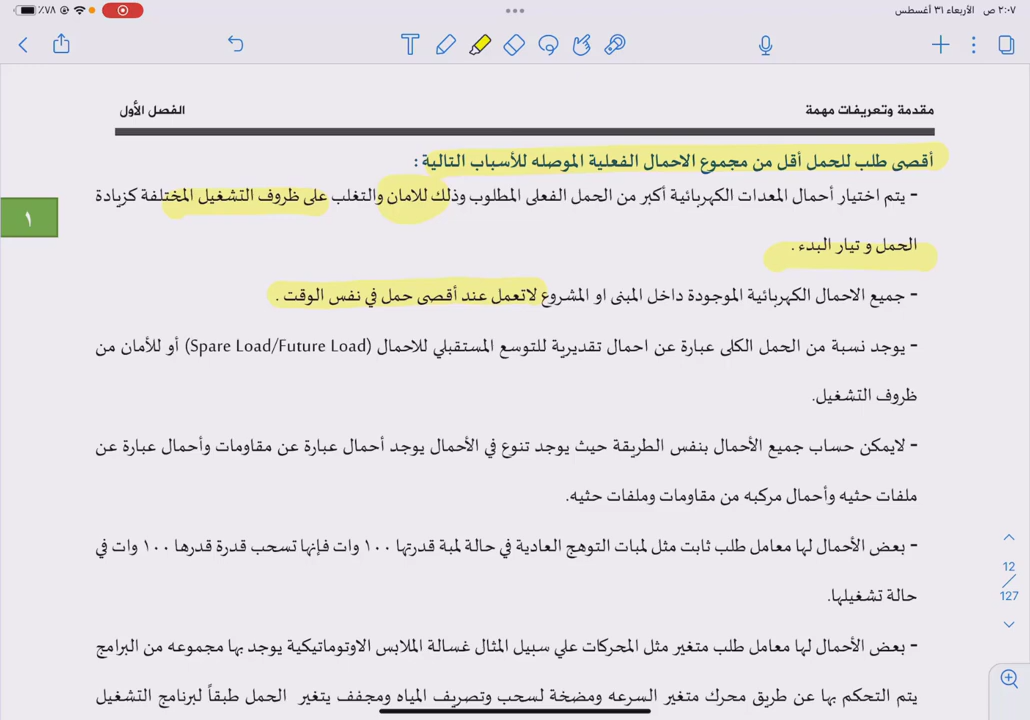 ٢:٠٧ ص الأربعاء ٣١ أغسطس
٪٧٨
T
مقدمة وتعريفات مهمة
الفصل الأول
أقصى طلب للحمل أقل من مجموع الاحمال الفعلية الموصله للأسباب التالية :
- يتم اختيار أحمال المعدات الكهربائية أكبر من الحمل الفعلى المطلوب وذلك للامان والتغلب على ظروف التشغيل المختلفة كزيادة
الحمل و تيار البدء .
١
- جميع الاحمال الكهربائية الموجودة داخل المبنى او المشروع لاتعمل عند أقصى حمل في نفس الوقت .
- يوجد نسبة من الحمل الكلى عبارة عن احمال تقديرية للتوسع المستقبلي للاحمال (Spare Load/Future Load) أو للأمان من
ظروف التشغيل.
- لايمكن حساب جميع الأحمال بنفس الطريقة حيث يوجد تنوع في الأحمال يوجد أحمال عبارة عن مقاومات وأحمال عبارة عن
ملفات حثيه وأحمال مركبه من مقاومات وملفات حثيه.
- بعض الأحمال لها معامل طلب ثابت مثل لمبات التوهج العادية في حالة لمبة قدرتها ١٠٠ وات فإنها تسحب قدرة قدرها ١٠٠ وات في
حالة تشغيلها.
- بعض الأحمال لها معامل طلب متغير مثل المحركات علي سبيل المثال غسالة الملابس الاوتوماتيكية يوجد بها مجموعه من البرامج
يتم التحكم بها عن طريق محرك متغير السرعه ومضخة لسحب وتصريف المياه ومجفف يتغير الحمل طبقاً لبرنامج التشغيل
12
127